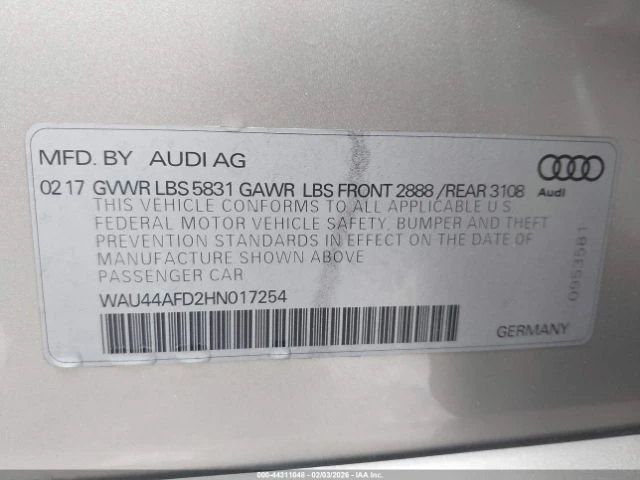 MFD. BY AUDI AG
02 17 GVWR LBS 5831 GAWR LBS FRONT 2888 /REAR 3108
Audi
THIS VEHICLE CONFORMS TO ALL APPLICABLE U S
FEDERAL MOTOR VEHICLE SAFETY, BUMPER AND THEFT
PREVENTION STANDARDS IN EFFECT ON THE DATE OF
MANUFACTURE SHOWN ABOVE
PASSENGER CAR
0953581
WAU44AFD2HN017254
GERMANY
000-44311048 - 02/03/2026 - IAA Inc.